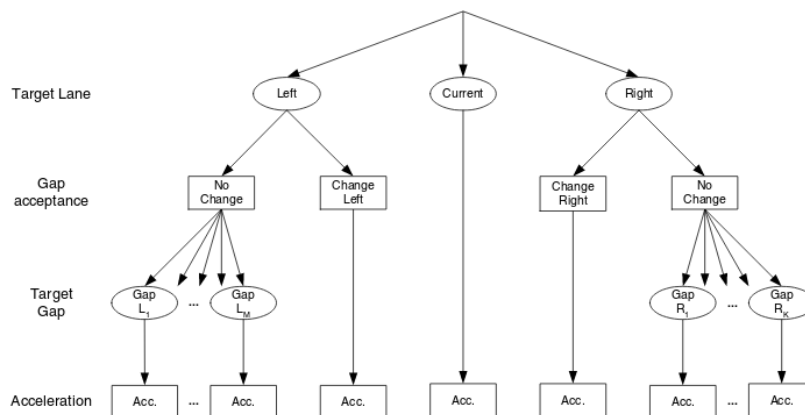 Target Lane
Left
Current
Right
Gap
acceptance
No
Change
Change
Left
Change
Right
No
Change
Target
Gap
Gap
L1
...
Gap
LM
Gap
R1
...
Gap
RK
Acceleration
Acc.
...
Acc.
Acc.
Acc.
Acc.
Acc.
...
Acc.